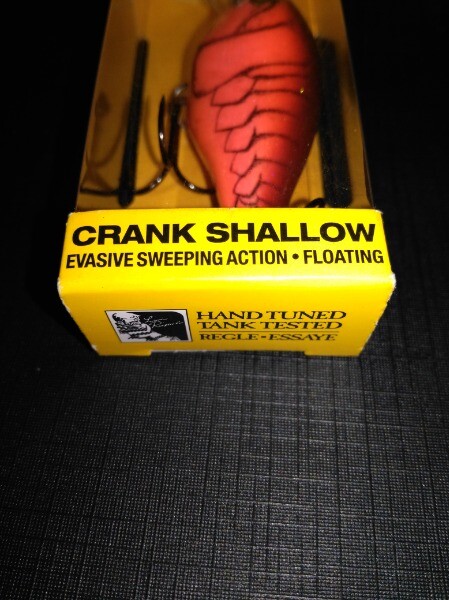 CRANK SHALLOW
EVASIVE SWEEPING ACTION • FLOATING
HAND TUNED
TANK TESTED
REGLE • ESSAYE